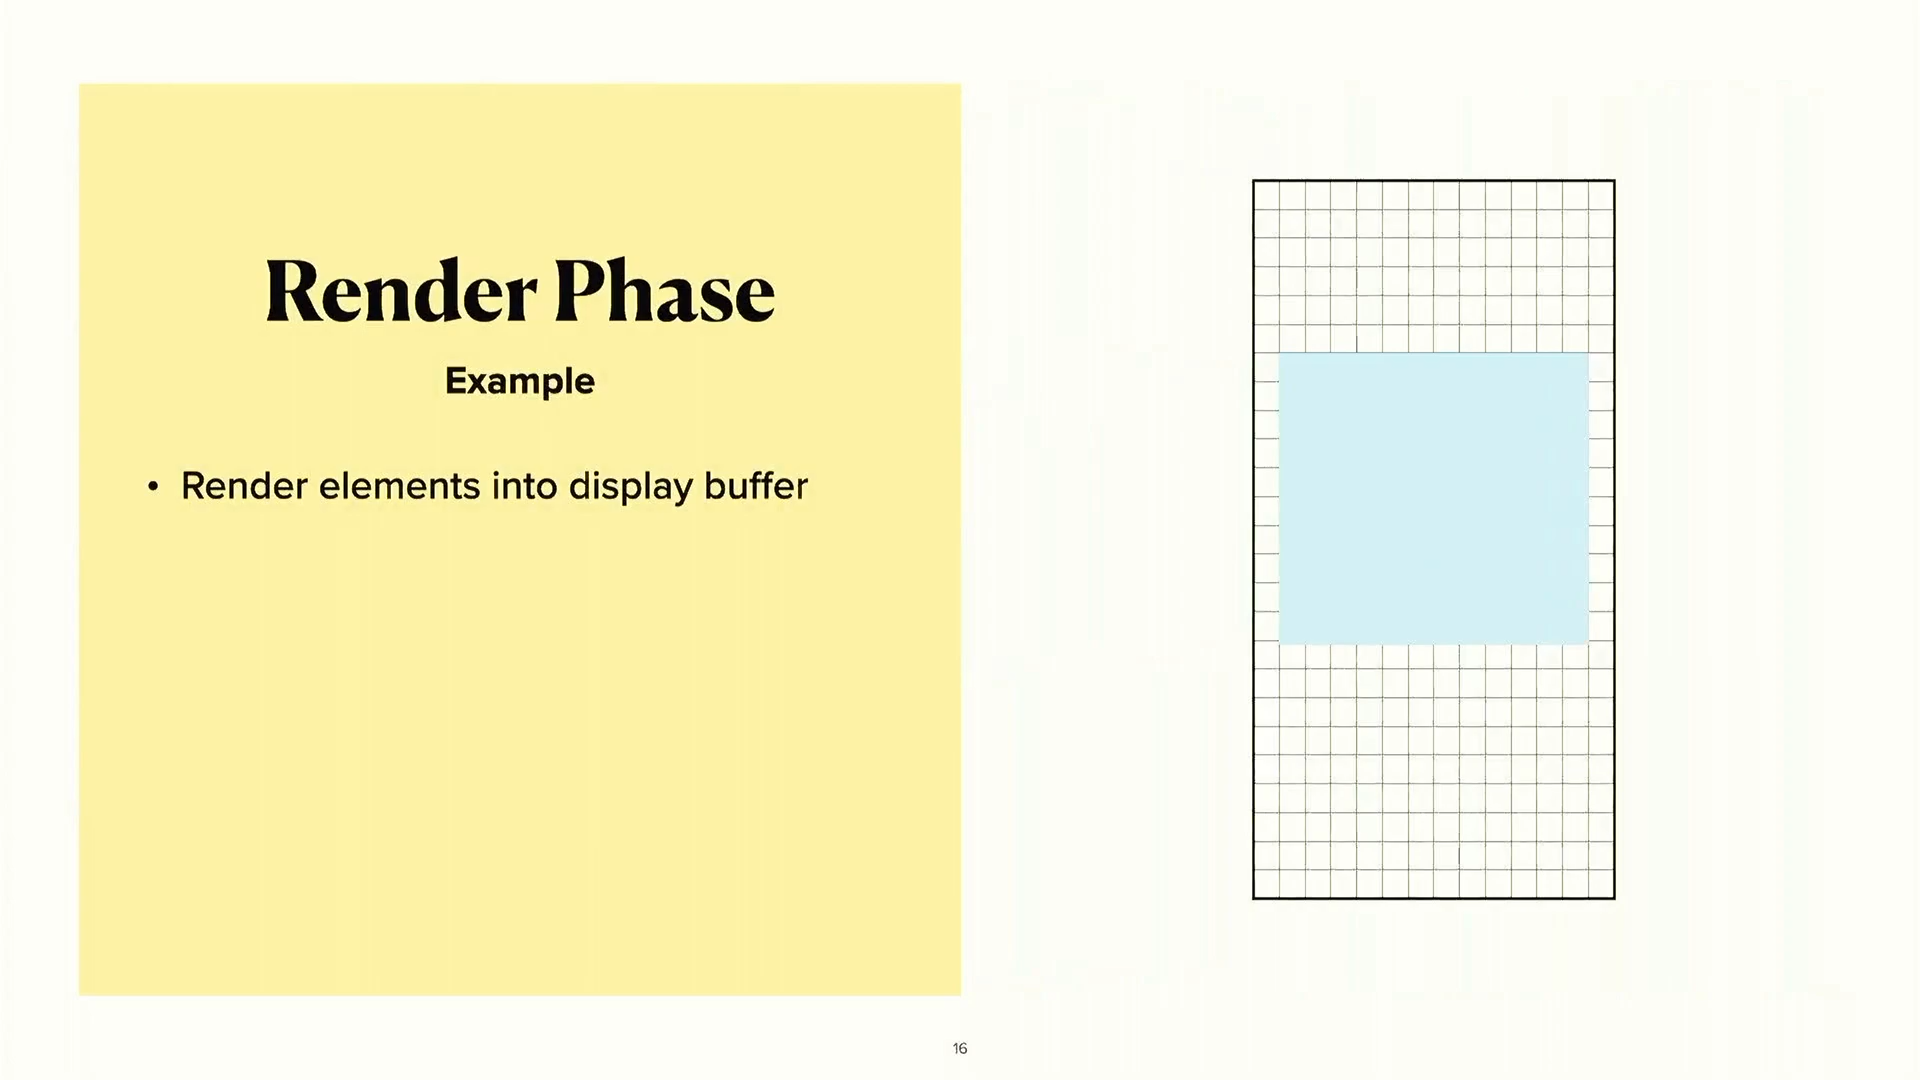 Render Phase
Example
• Render elements into display buffer
16